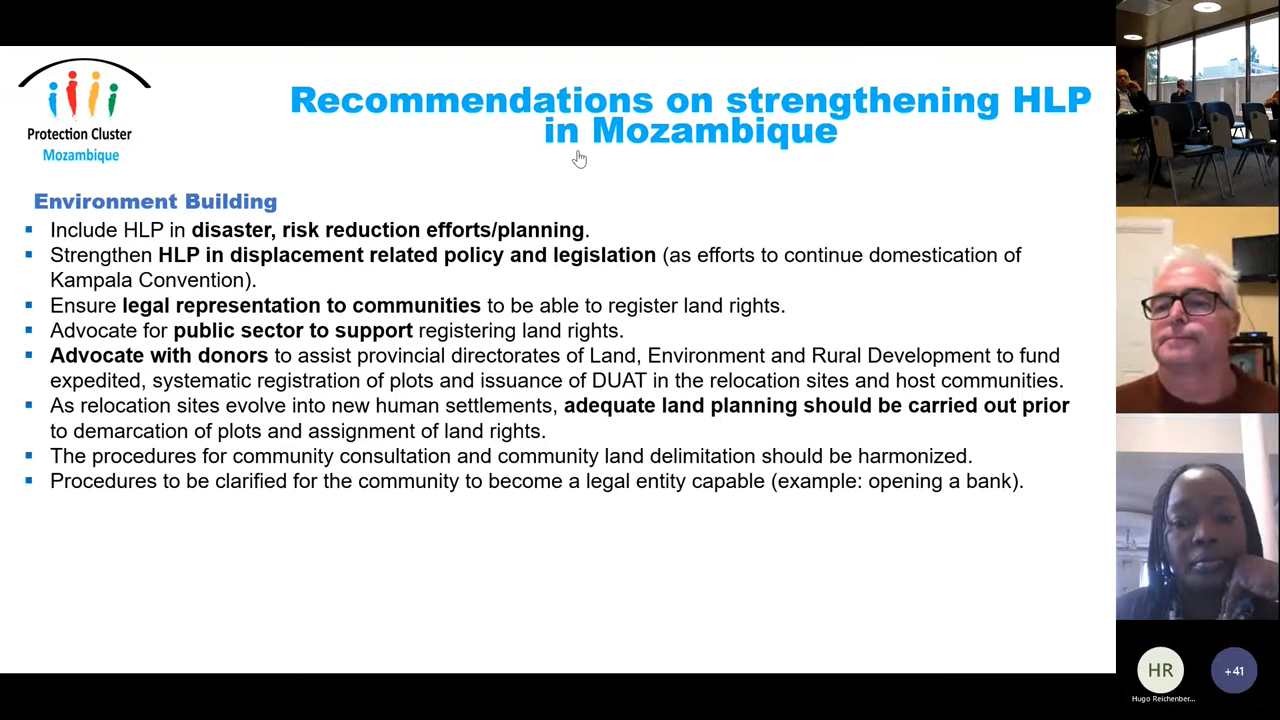 Protection Cluster
Mozambique
Recommendations on strengthening HLP
in Mozambique
Environment Building
▪ Include HLP in disaster, risk reduction efforts/planning.
▪ Strengthen HLP in displacement related policy and legislation (as efforts to continue domestication of
Kampala Convention).
▪ Ensure legal representation to communities to be able to register land rights.
▪ Advocate for public sector to support registering land rights.
▪ Advocate with donors to assist provincial directorates of Land, Environment and Rural Development to fund
expedited, systematic registration of plots and issuance of DUAT in the relocation sites and host communities.
▪ As relocation sites evolve into new human settlements, adequate land planning should be carried out prior
to demarcation of plots and assignment of land rights.
▪ The procedures for community consultation and community land delimitation should be harmonized.
▪ Procedures to be clarified for the community to become a legal entity capable (example: opening a bank).
HR
+41
Hugo Reichenber...